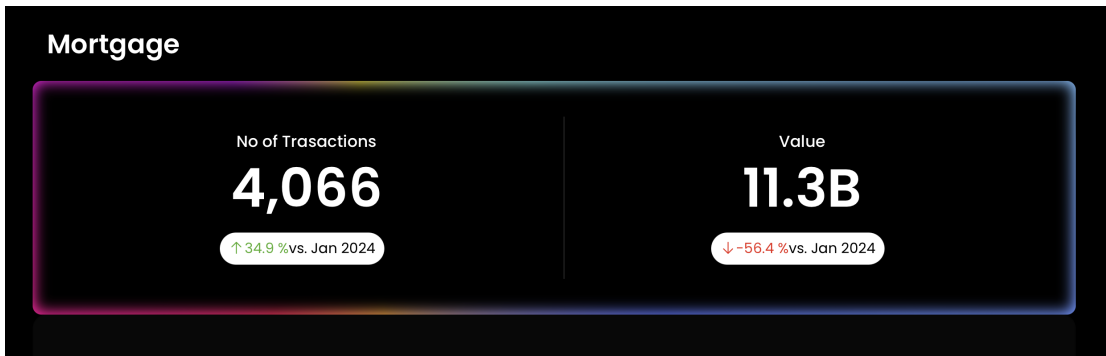 Mortgage
No of Trasactions
4,066
↑ 34.9 %vs. Jan 2024
Value
11.3B
↓ -56.4 %vs. Jan 2024